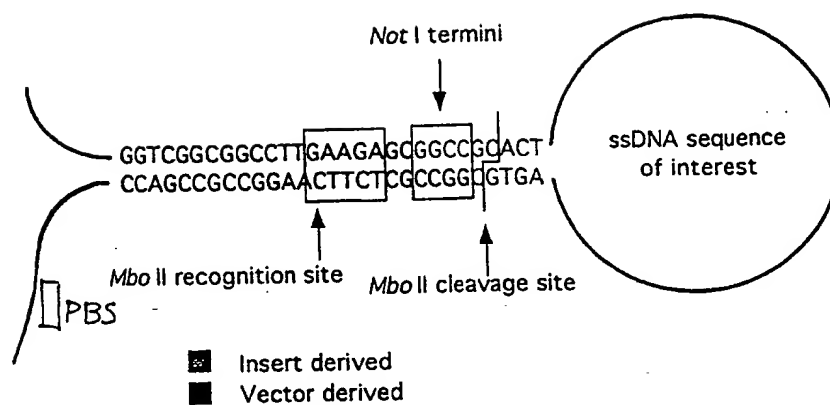 Not I termini
GGTCGGCGGCCTTGAAGAGCGGCCGCACT
CCAGCCGCCGGAACTTCTCGCCGGCGTGA
ssDNA sequence
of interest
Mbo II recognition site
Mbo II cleavage site
PBS
Insert derived
Vector derived